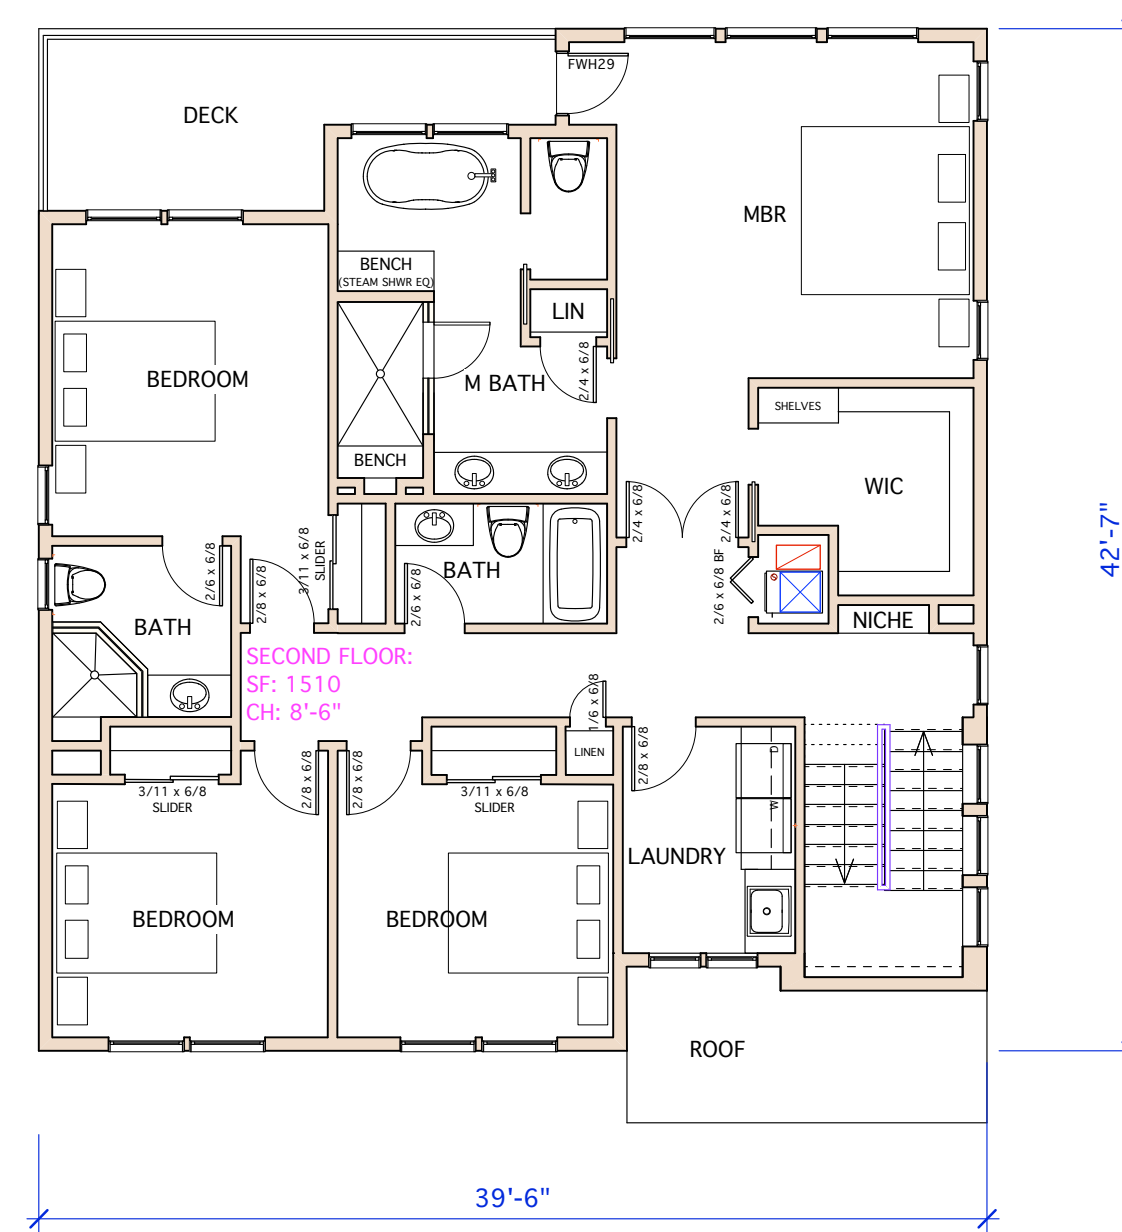 FWH29
DECK
MBR
BENCH
(STEAM SHWR EQ)
LIN
2/4 x 6/8
BEDROOM
M BATH
SHELVES
BENCH
WIC
2/4 x 6/8
2/4 x 6/8
42'-7"
3/11 x 6/8
SLIDER
2/6 x 6/8
2/8 x 6/8
BATH
2/6 x 6/8
2/6 x 6/8 BF
BATH
NICHE
SECOND FLOOR:
SF: 1510
CH: 8'-6"
1/6 x 6/8
LINEN
2/8 x 6/8
D
W
2/8 x 6/8
2/8 x 6/8
3/11 x 6/8
SLIDER
3/11 x 6/8
SLIDER
LAUNDRY
BEDROOM
BEDROOM
ROOF
39'-6"